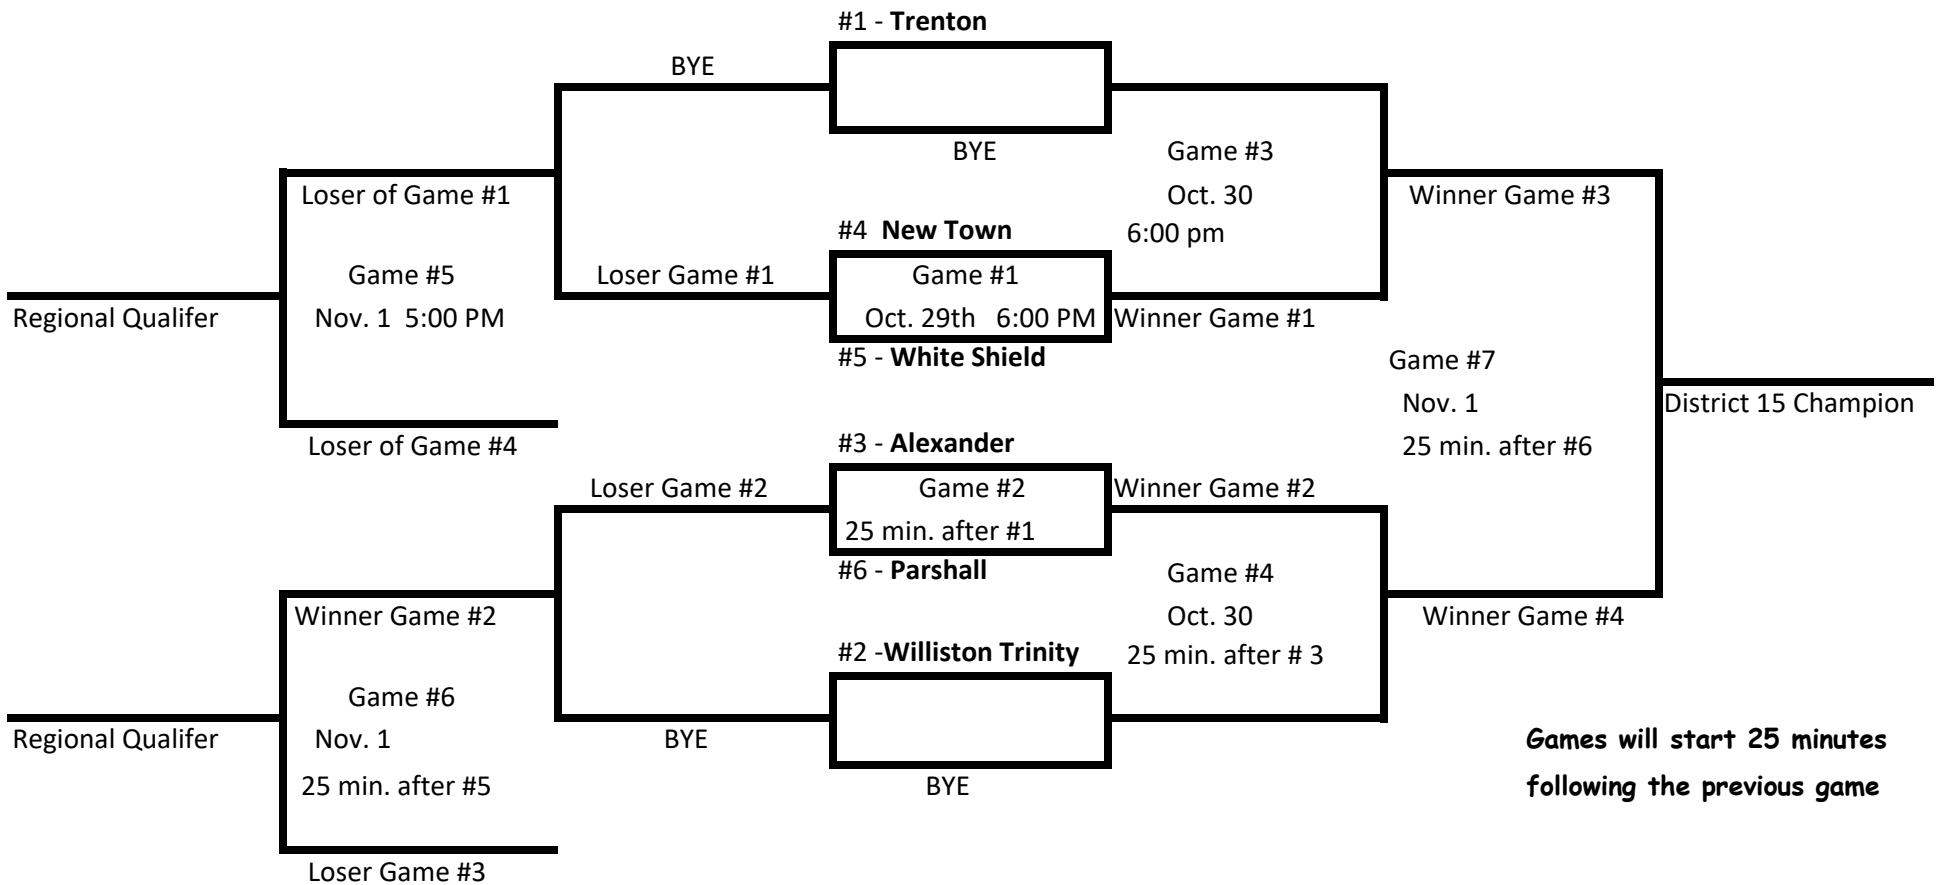 #1 - Trenton
BYE
BYE
Game #3
Loser of Game #1
Oct. 30
Winner Game #3
#4 New Town
6:00 pm
Game #5
Loser Game #1
Game #1
Regional Qualifer
Nov. 1 5:00 PM
Oct. 29th 6:00 PM
Winner Game #1
#5 - White Shield
Game #7
Nov. 1
District 15 Champion
Loser of Game #4
#3 - Alexander
25 min. after #6
Loser Game #2
Game #2
Winner Game #2
25 min. after #1
#6 - Parshall
Game #4
Winner Game #2
Oct. 30
Winner Game #4
#2 -Williston Trinity
25 min. after # 3
Game #6
Regional Qualifer
Nov. 1
BYE
Games will start 25 minutes
25 min. after #5
BYE
following the previous game
Loser Game #3